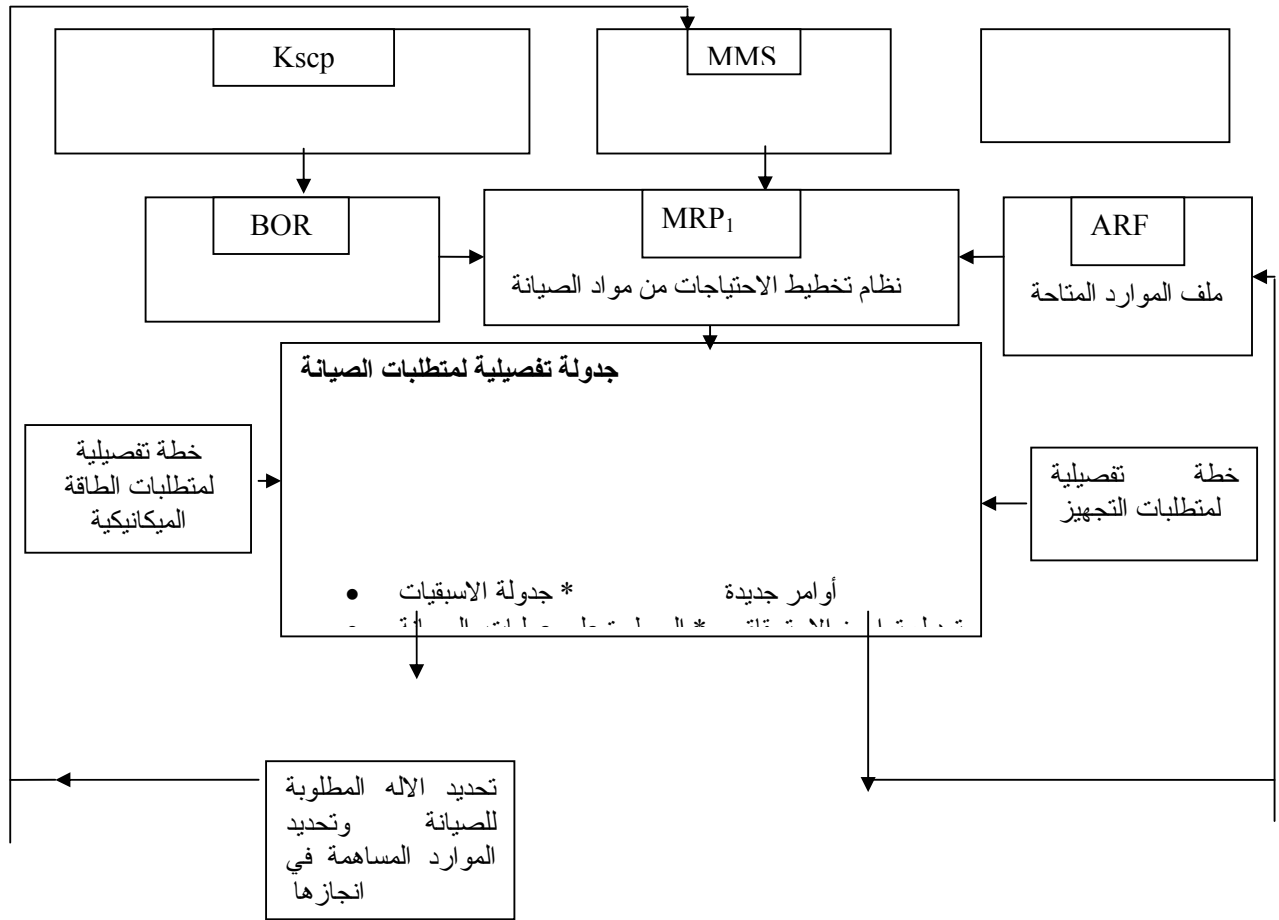 Kscp
MMS
BOR
MRP₁
نظام تخطيط الاحتياجات من مواد الصيانة
ARF
ملف الموارد المتاحة
جدولة تفصيلية لمتطلبات الصيانة
خطة تفصيلية
لمتطلبات الطاقة
الميكانيكية
خطة تفصيلية
لمتطلبات التجهيز
• جدولة الاسبقيات * أوامر جديدة
تحديد الاله المطلوبة
للصيانة وتحديد
الموارد المساهمة في
انجازها